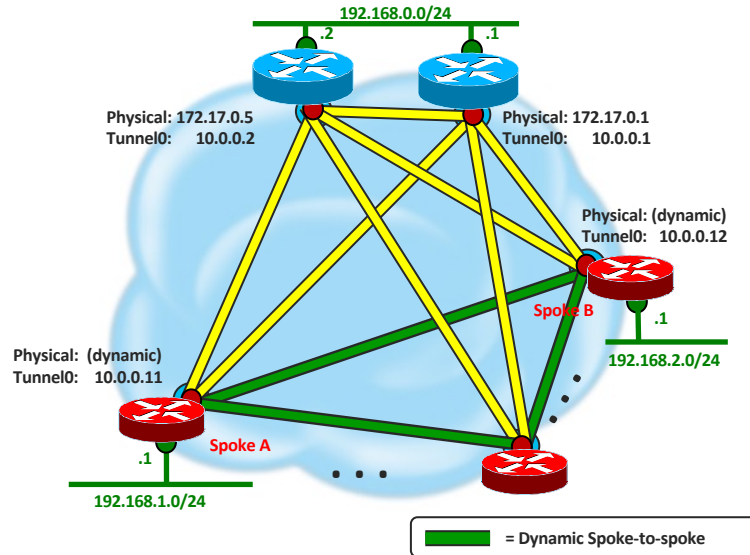 192.168.0.0/24
.2
.1
Physical: 172.17.0.5
Tunnel0: 10.0.0.2
Physical: 172.17.0.1
Tunnel0: 10.0.0.1
Physical: (dynamic)
Tunnel0: 10.0.0.12
Spoke B
.1
192.168.2.0/24
Physical: (dynamic)
Tunnel0: 10.0.0.11
Spoke A
.1
192.168.1.0/24
. . .
. . .
= Dynamic Spoke-to-spoke